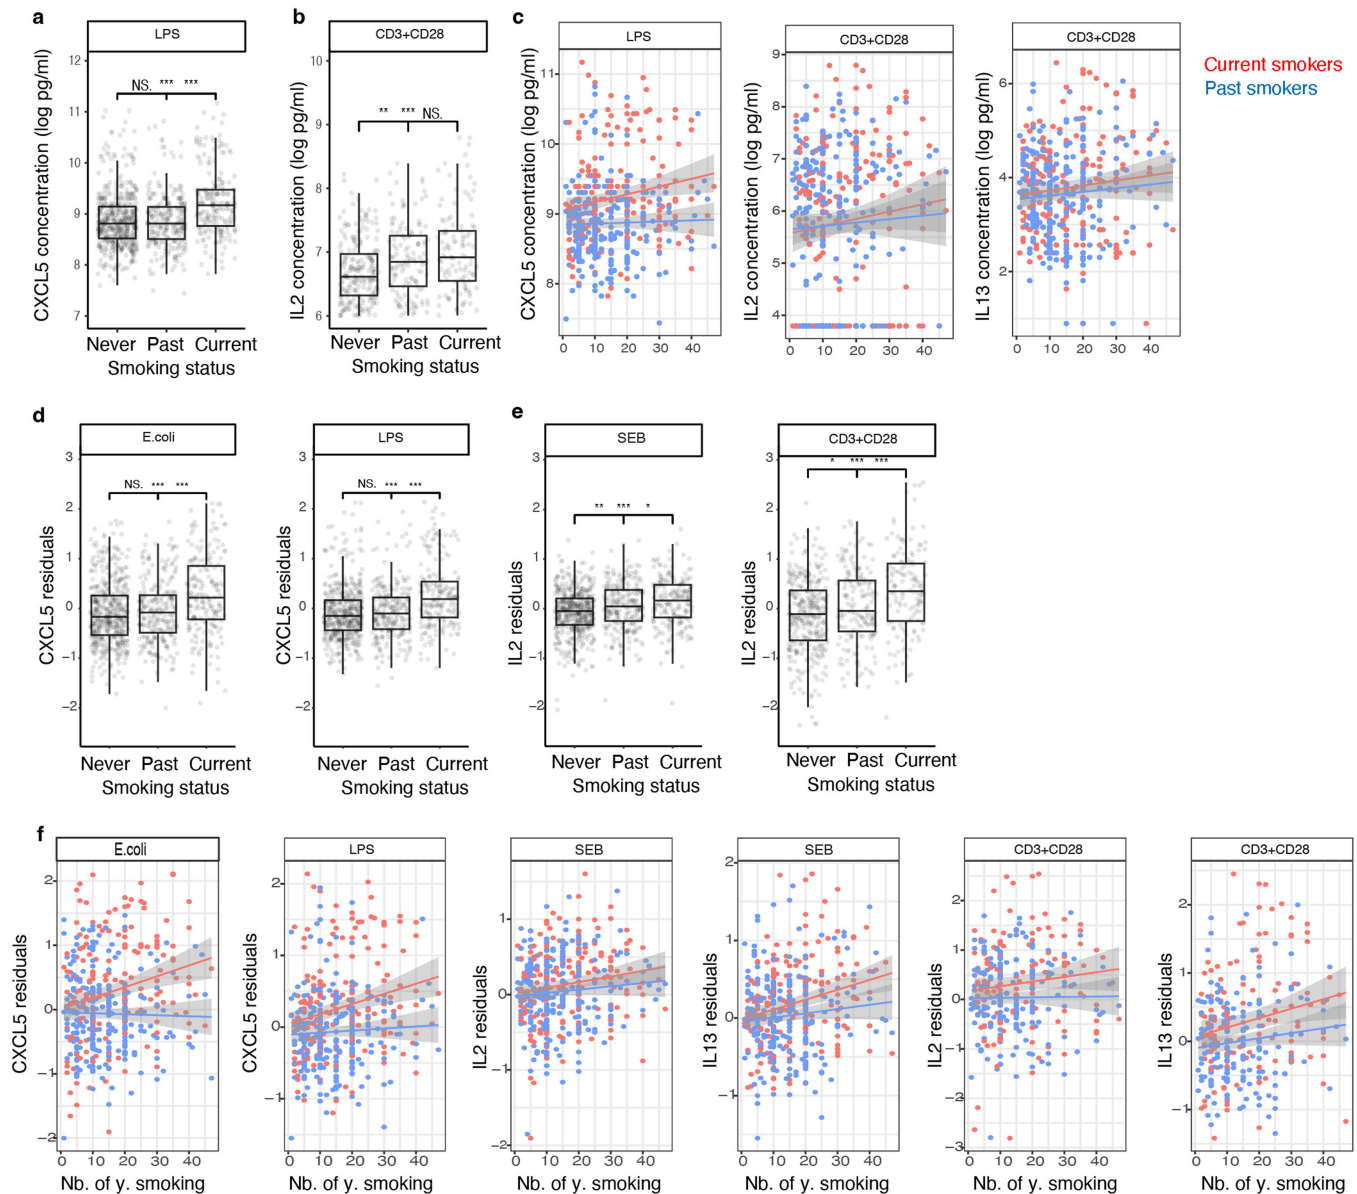 a
LPS
CXCL5 concentration (log pg/ml)
12
11
10
9
8
7
NS. *** ***
Never Past Current
Smoking status
b
CD3+CD28
IL2 concentration (log pg/ml)
10
9
8
7
6
** *** NS.
Never Past Current
Smoking status
c
LPS
CXCL5 concentration (log pg/ml)
11
10
9
8
0 10 20 30 40
CD3+CD28
IL2 concentration (log pg/ml)
9
8
7
6
5
4
0 10 20 30 40
CD3+CD28
IL13 concentration (log pg/ml)
6
4
2
0 10 20 30 40
Current smokers
Past smokers
d
E.coli
CXCL5 residuals
3
2
1
0
−1
−2
NS. *** ***
Never Past Current
Smoking status
LPS
CXCL5 residuals
3
2
1
0
−1
−2
NS. *** ***
Never Past Current
Smoking status
e
SEB
IL2 residuals
3
2
1
0
−1
−2
** *** *
Never Past Current
Smoking status
CD3+CD28
IL2 residuals
3
2
1
0
−1
−2
* *** ***
Never Past Current
Smoking status
f
E.coli
CXCL5 residuals
2
1
0
−1
−2
0 10 20 30 40
Nb. of y. smoking
LPS
CXCL5 residuals
2
1
0
−1
0 10 20 30 40
Nb. of y. smoking
SEB
IL2 residuals
1
0
−1
−2
0 10 20 30 40
Nb. of y. smoking
SEB
IL13 residuals
2
1
0
−1
0 10 20 30 40
Nb. of y. smoking
CD3+CD28
IL2 residuals
2
1
0
−1
−2
−3
0 10 20 30 40
Nb. of y. smoking
CD3+CD28
IL13 residuals
2
1
0
−1
0 10 20 30 40
Nb. of y. smoking